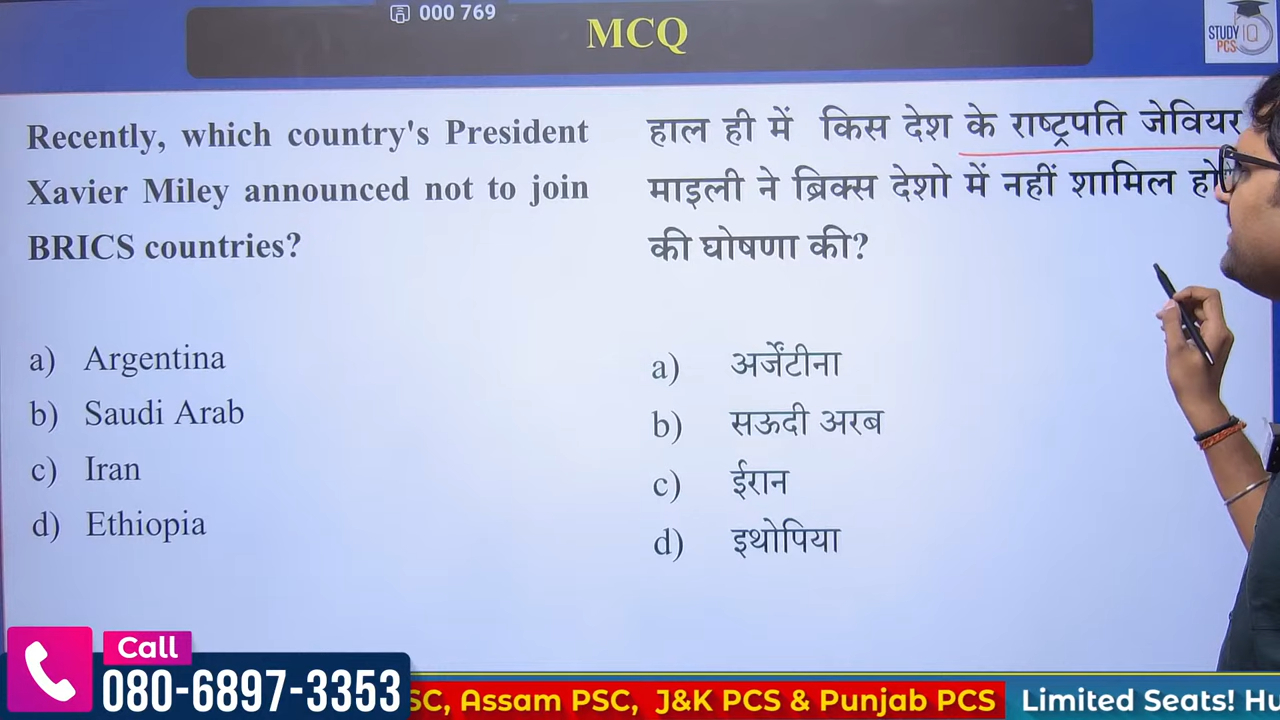 000 769
MCQ
STUDY IQ
PCS
Recently, which country's President
Xavier Miley announced not to join
BRICS countries?
a) Argentina
b) Saudi Arab
c) Iran
d) Ethiopia
हाल ही में किस देश के राष्ट्रपति जेवियर
माइली ने ब्रिक्स देशो में नहीं शामिल
की घोषणा की?
a) अर्जेंटीना
b) सऊदी अरब
c) ईरान
d) इथोपिया
Call
080-6897-3353
SC, Assam PSC, J&K PCS & Punjab PCS
Limited Seats!